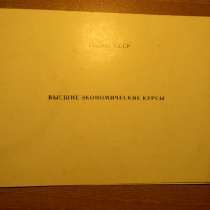 ГОСПЛАН СССР
ВЫСШИЕ ЭКОНОМИЧЕСКИЕ КУРСЫ